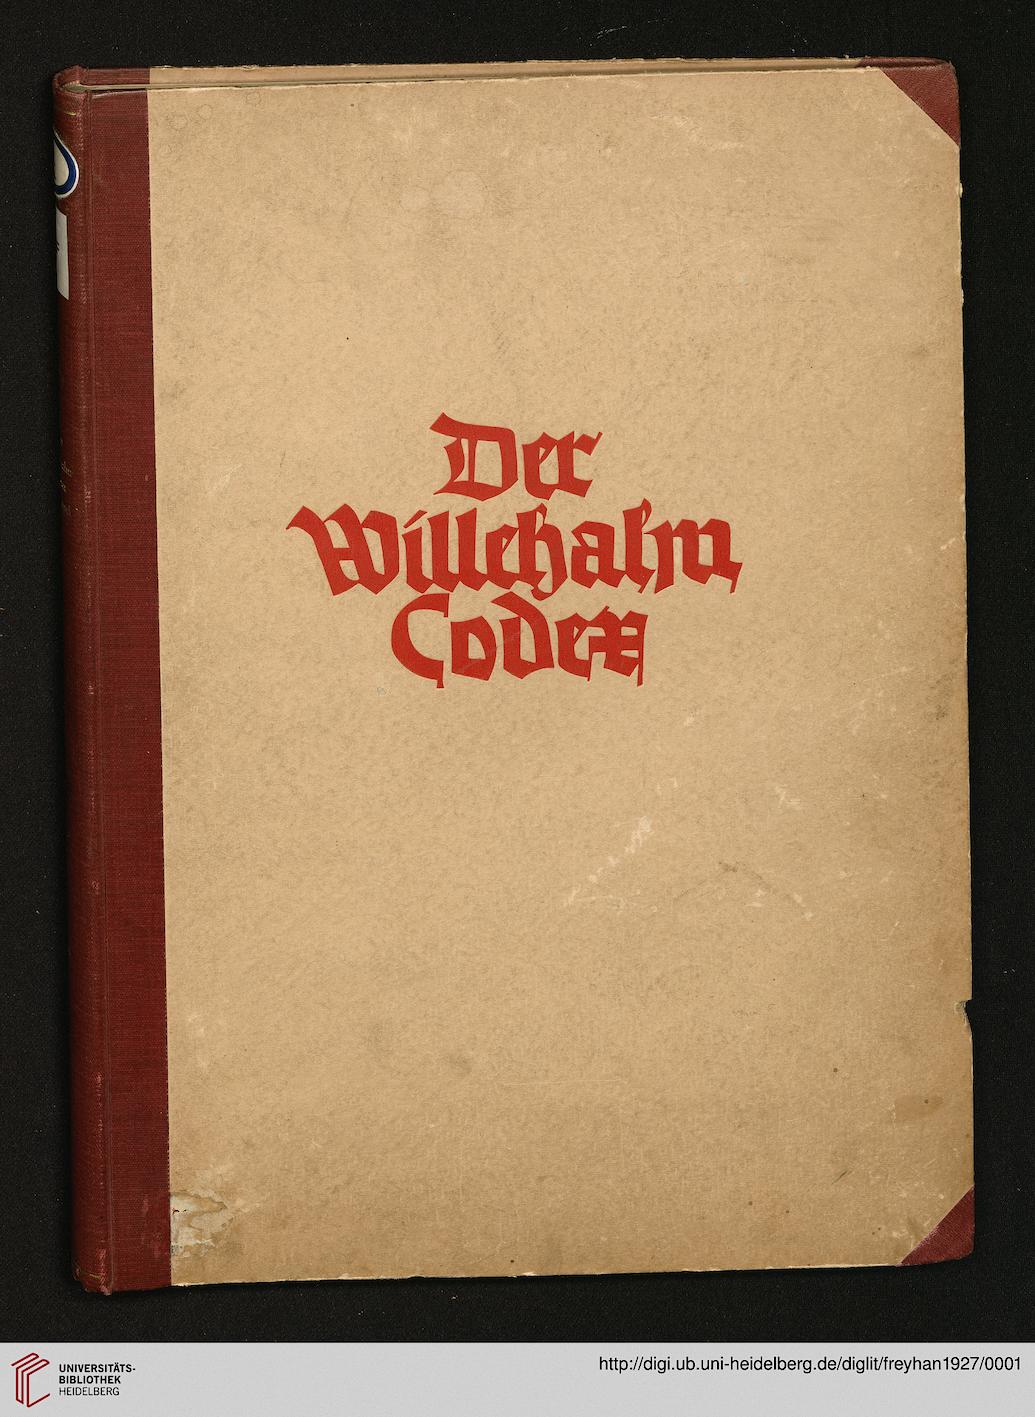 Der
Willehalm
Codex
UNIVERSITÄTS-
BIBLIOTHEK
HEIDELBERG
http://digi.ub.uni-heidelberg.de/diglit/freyhan1927/0001